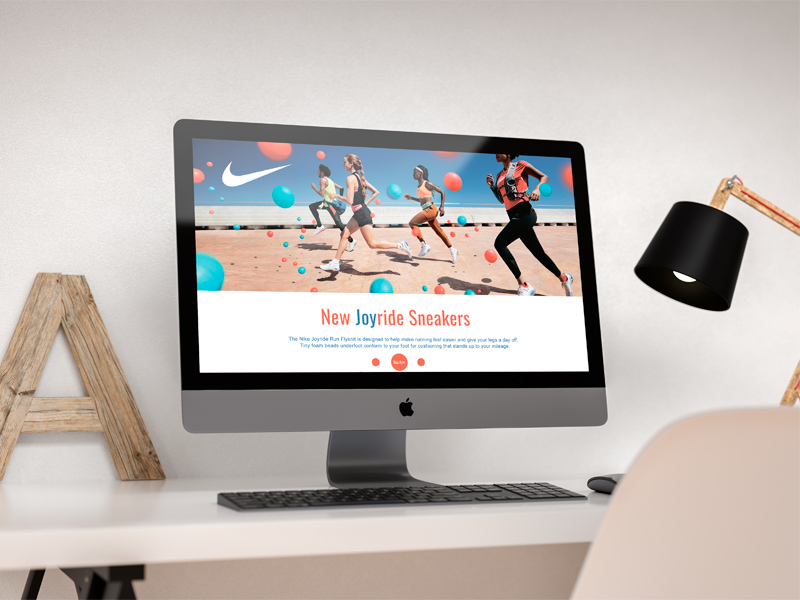 New Joyride Sneakers
The Nike Joyride Run Flyknit is designed to help make running feel easier and give your legs a day off.
Tiny foam beads underfoot conform to your foot for cushioning that stands up to your mileage.
A